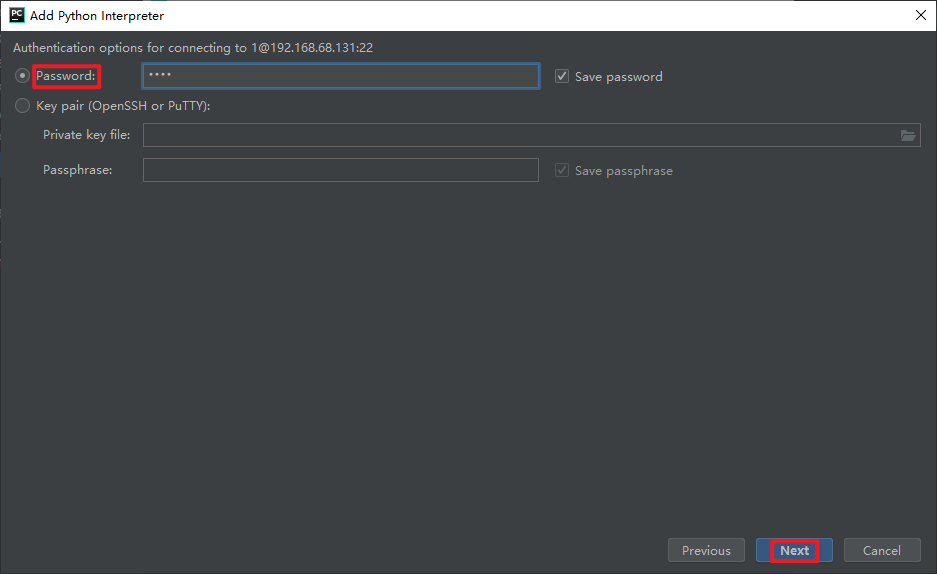 PC Add Python Interpreter
Authentication options for connecting to 1@192.168.68.131:22
Password: •••• Save password
Key pair (OpenSSH or PuTTY):
Private key file:
Passphrase: Save passphrase
Previous Next Cancel